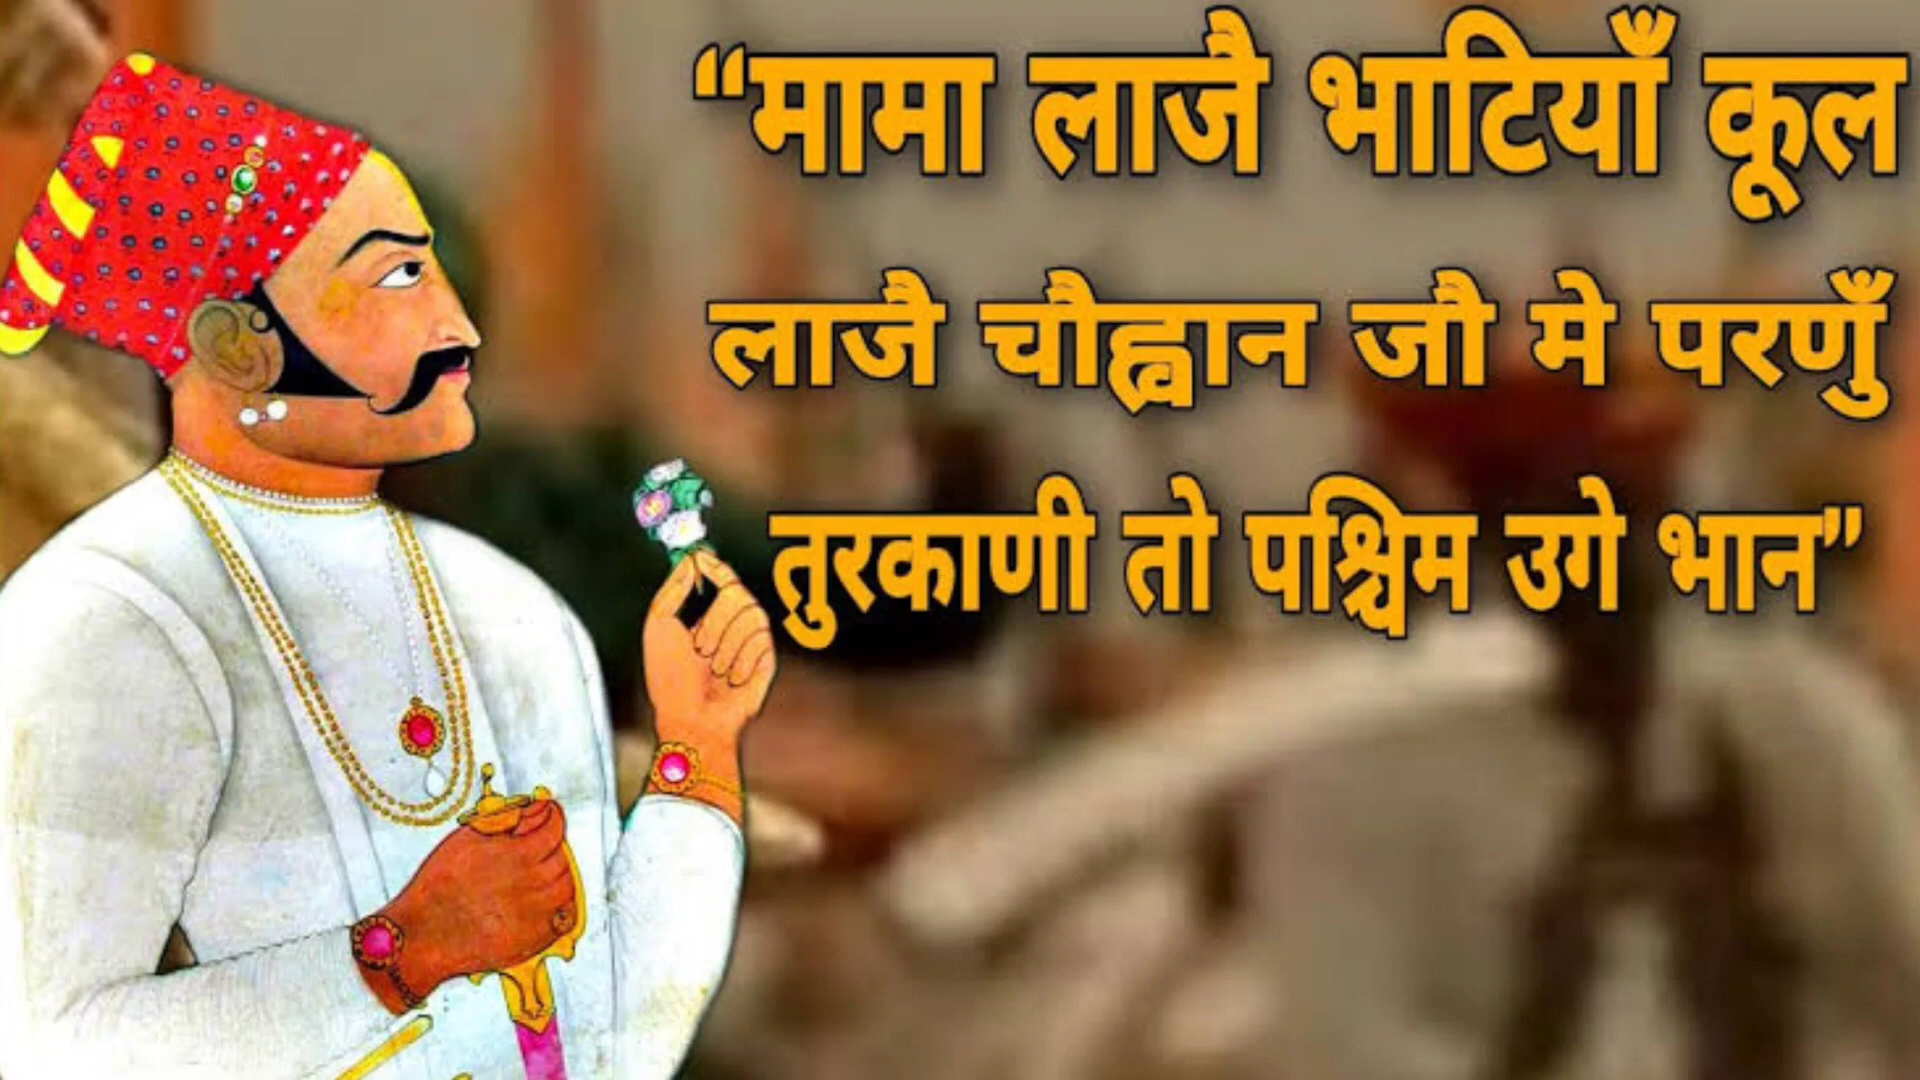 “मामा लाजै भाटियाँ कूल
लाजै चौह्वान जौ मे परणुँ
तुरकाणी तो पश्चिम उगे भान”